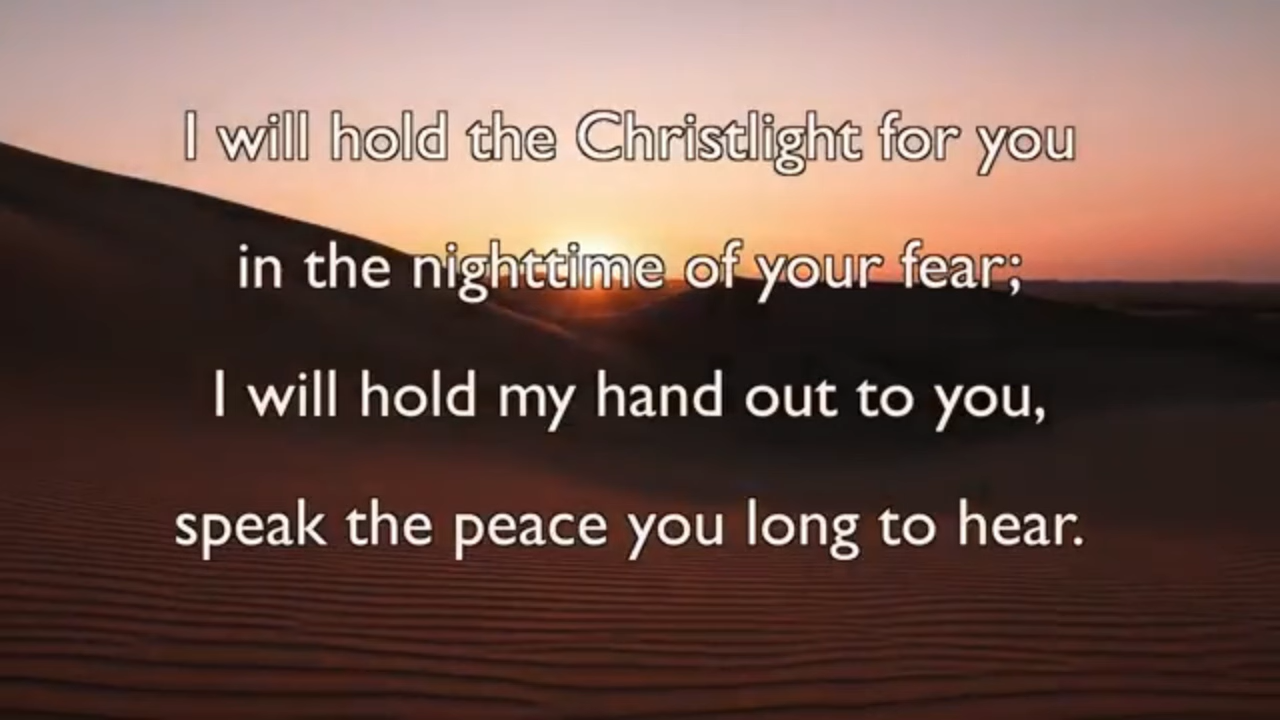 I will hold the Christlight for you
in the nighttime of your fear;
I will hold my hand out to you,
speak the peace you long to hear.